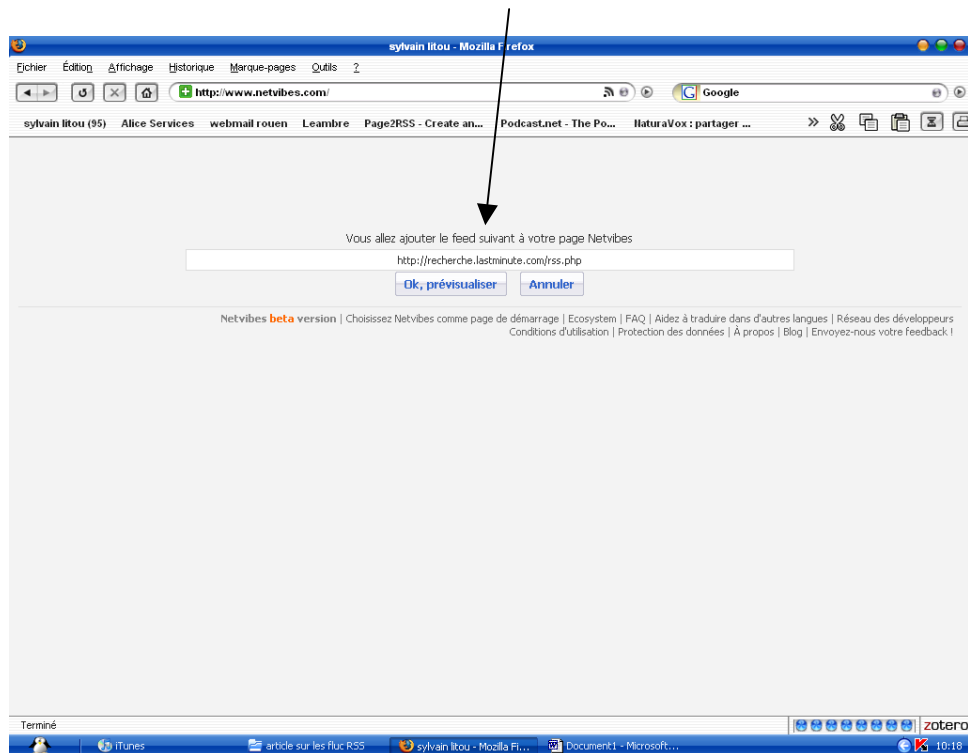 sylvain litou - Mozilla Firefox
Fichier Édition Affichage Historique Marque-pages Outils ?
http://www.netvibes.com/ G Google
sylvain litou (95) Alice Services webmail rouen Leambre Page2RSS - Create an... Podcast.net - The Po... NaturaVox : partager ... »
Vous allez ajouter le feed suivant à votre page Netvibes
http://recherche.lastminute.com/rss.php
Ok, prévisualiser Annuler
Netvibes beta version | Choisissez Netvibes comme page de démarrage | Ecosystem | FAQ | Aidez à traduire dans d'autres langues | Réseau des développeurs
Conditions d'utilisation | Protection des données | À propos | Blog | Envoyez-nous votre feedback !
Terminé zotero
iTunes article sur les fluc RSS sylvain litou - Mozilla Fi... Document1 - Microsoft... 10:18